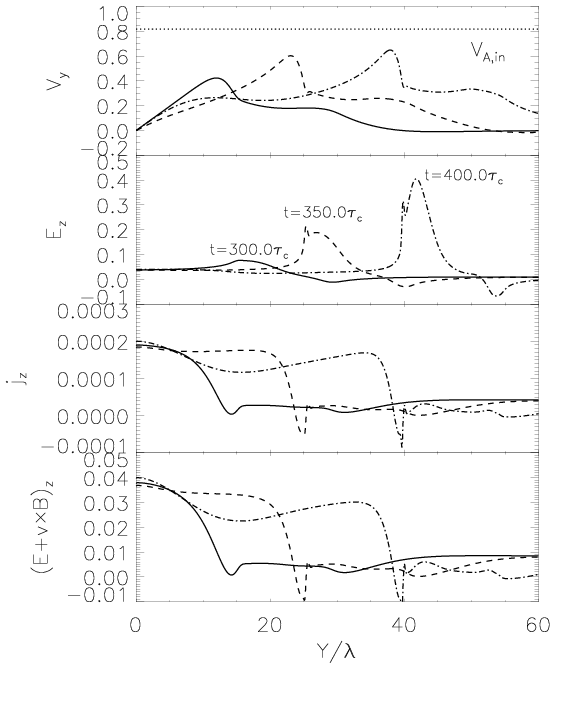 1.0
0.8
0.6
0.4
0.2
0.0
−0.2
V_y
V_A,in
0.5
0.4
0.3
0.2
0.1
0.0
−0.1
E_z
t=400.0τ_c
t=350.0τ_c
t=300.0τ_c
0.0003
0.0002
0.0001
0.0000
−0.0001
j_z
0.05
0.04
0.03
0.02
0.01
0.00
−0.01
(E+v×B)_z
0 20 40 60
Y/λ